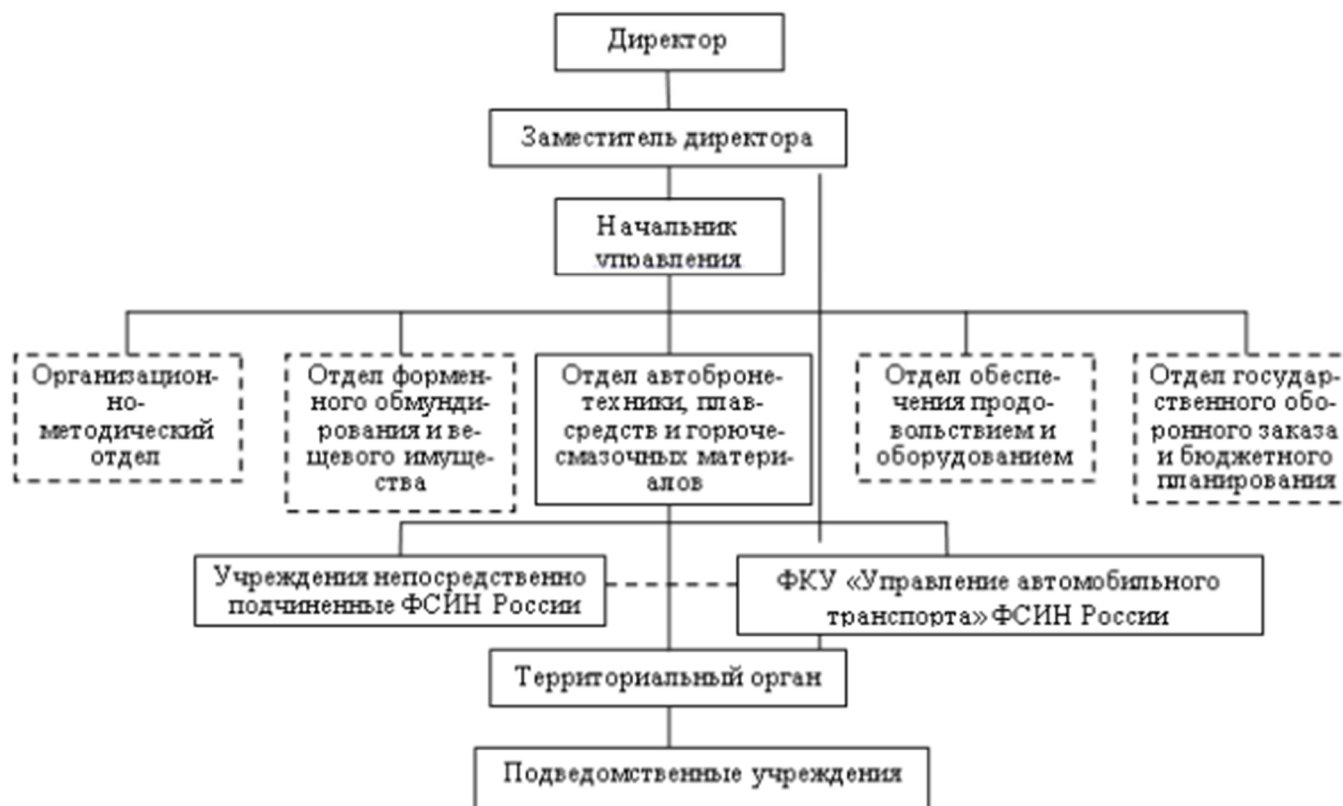 Директор
Заместитель директора
Начальник
управления
Организацион-
но-
методический
отдел
Отдел формен-
ного обмунди-
рования и ве-
щевого имуще-
ства
Отдел автоброне-
техники, плав-
средств и горюче-
смазочных матери-
алов
Отдел обеспе-
чения продо-
вольствием и
оборудованием
Отдел государ-
ственного обо-
ронного заказа
и бюджетного
планирования
Учреждения непосредственно
подчиненные ФСИН России
ФКУ «Управление автомобильного
транспорта» ФСИН России
Территориальный орган
Подведомственные учреждения